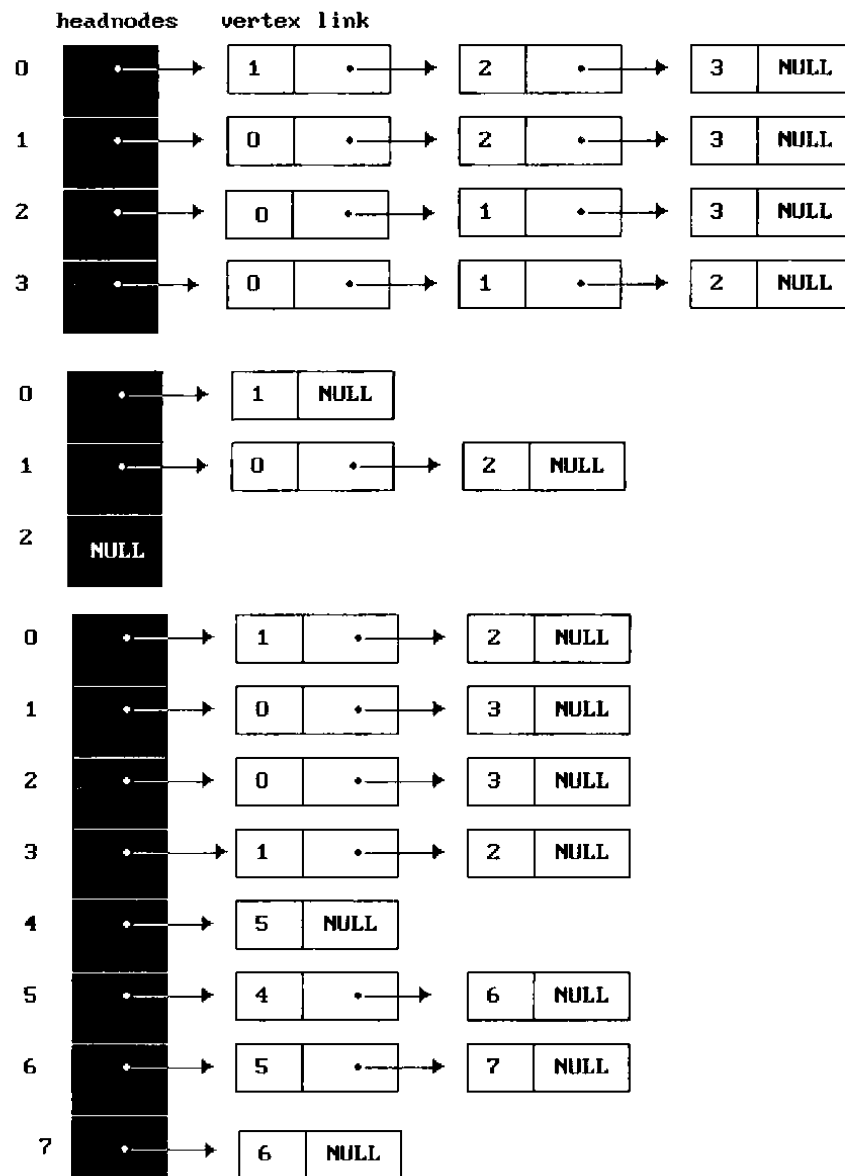 headnodes vertex link
0 1 2 3 NULL
1 0 2 3 NULL
2 0 1 3 NULL
3 0 1 2 NULL
0 1 NULL
1 0 2 NULL
2 NULL
0 1 2 NULL
1 0 3 NULL
2 0 3 NULL
3 1 2 NULL
4 5 NULL
5 4 6 NULL
6 5 7 NULL
7 6 NULL